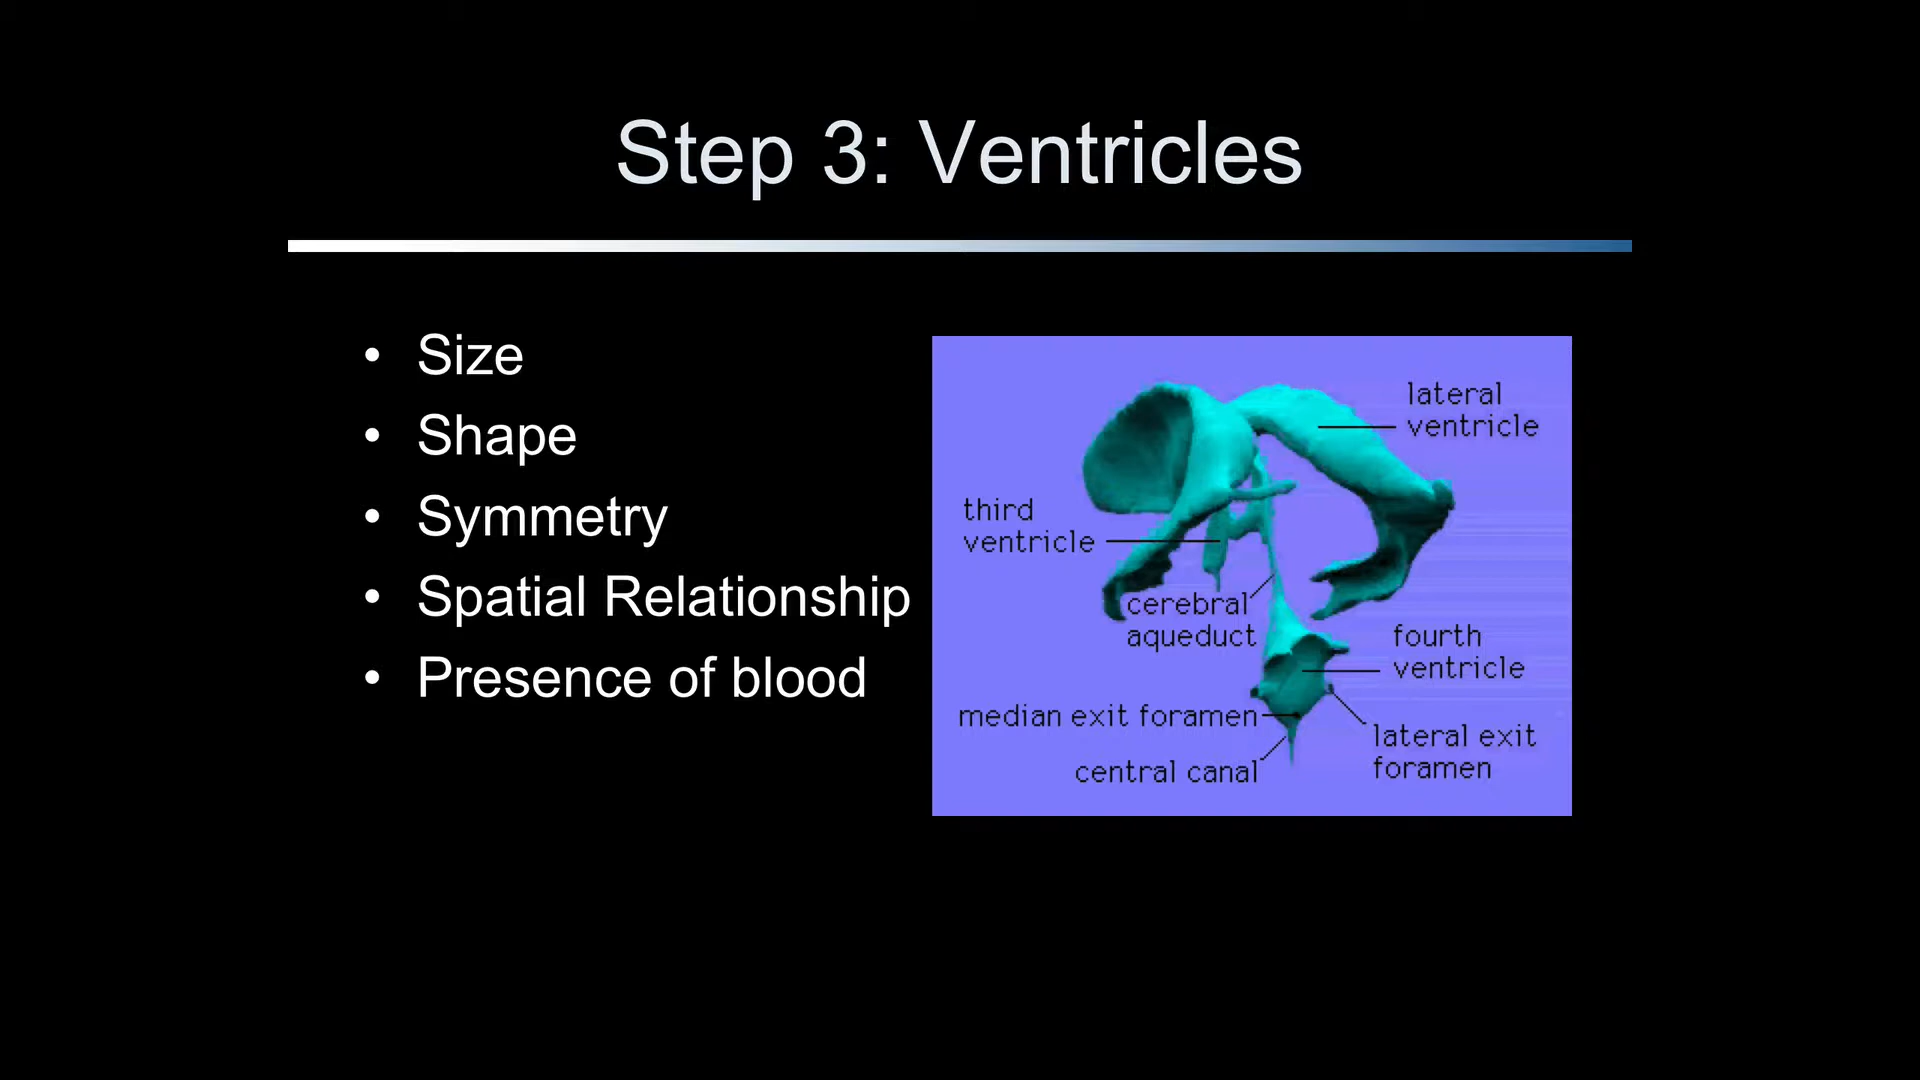 Step 3: Ventricles
• Size
• Shape
• Symmetry
• Spatial Relationship
• Presence of blood
lateral
ventricle
third
ventricle
cerebral
aqueduct
fourth
ventricle
median exit foramen
lateral exit
foramen
central canal